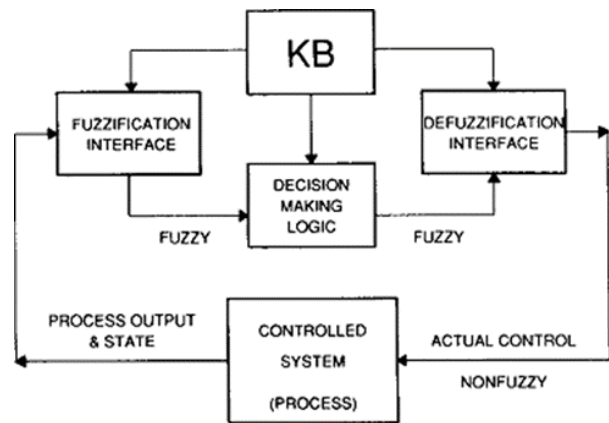 KB
FUZZIFICATION
INTERFACE
DEFUZZIFICATION
INTERFACE
DECISION
MAKING
LOGIC
FUZZY
FUZZY
PROCESS OUTPUT
& STATE
CONTROLLED
SYSTEM
(PROCESS)
ACTUAL CONTROL
NONFUZZY